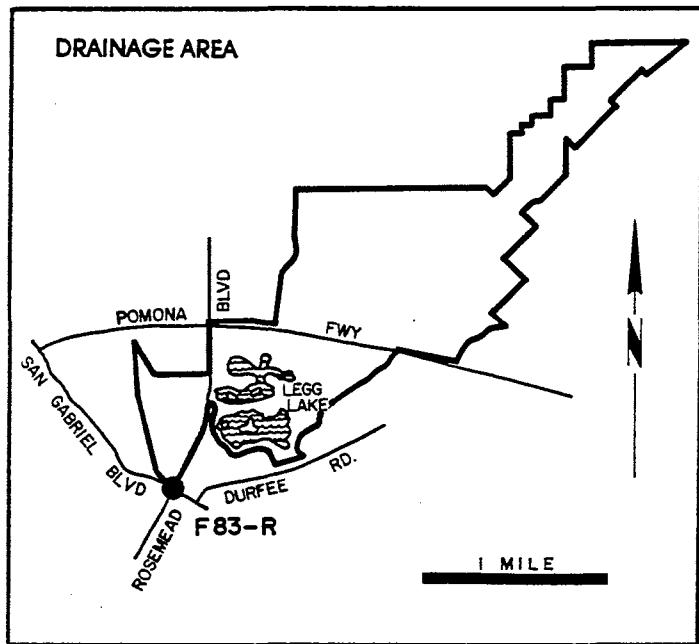 DRAINAGE AREA
POMONA
BLVD
FWY
N
SAN GABRIEL BLVD
LEGG
LAKE
DURFEE RD.
F83-R
ROSEMEAD
1 MILE